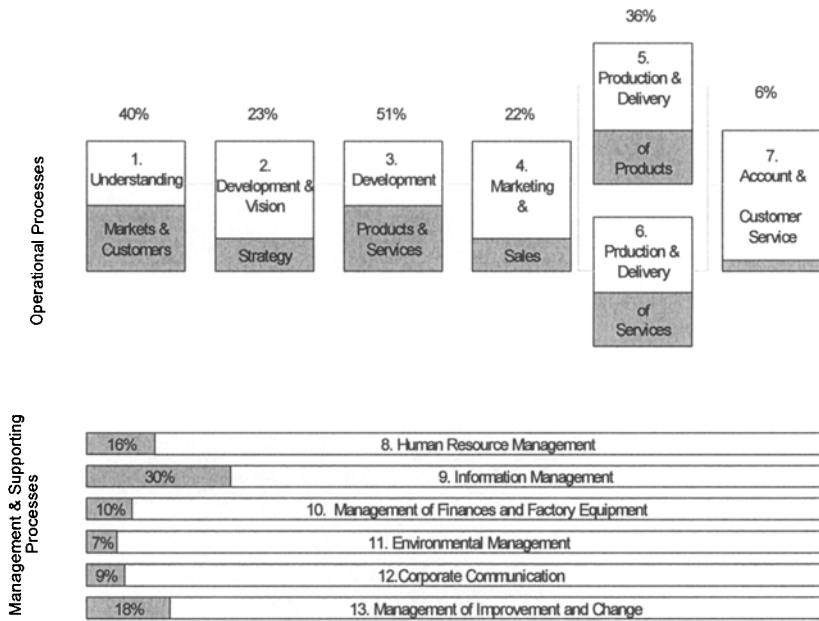 36%
5.
Production &
Delivery
of
Products
40%
23%
51%
22%
6%
1.
Understanding
Markets &
Customers
2.
Development &
Vision
Strategy
3.
Development
Products &
Services
4.
Marketing
&
Sales
6.
Prduction &
Delivery
of
Services
7.
Account &
Customer
Service
Operational Processes
Management & Supporting
Processes
16% 8. Human Resource Management
30% 9. Information Management
10% 10. Management of Finances and Factory Equipment
7% 11. Environmental Management
9% 12.Corporate Communication
18% 13. Management of Improvement and Change